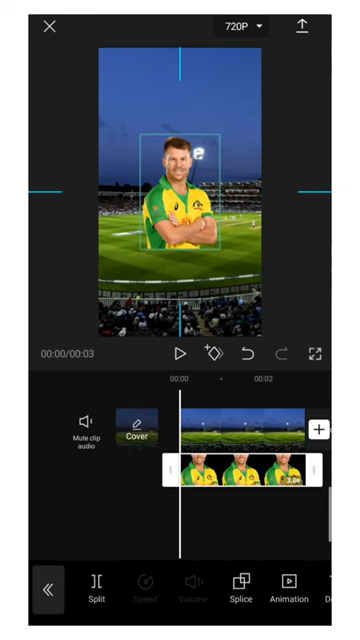 720P
00:00/00:03
00:00
00:02
Mute clip
audio
Cover
3.0s
Split
Speed
Volume
Splice
Animation